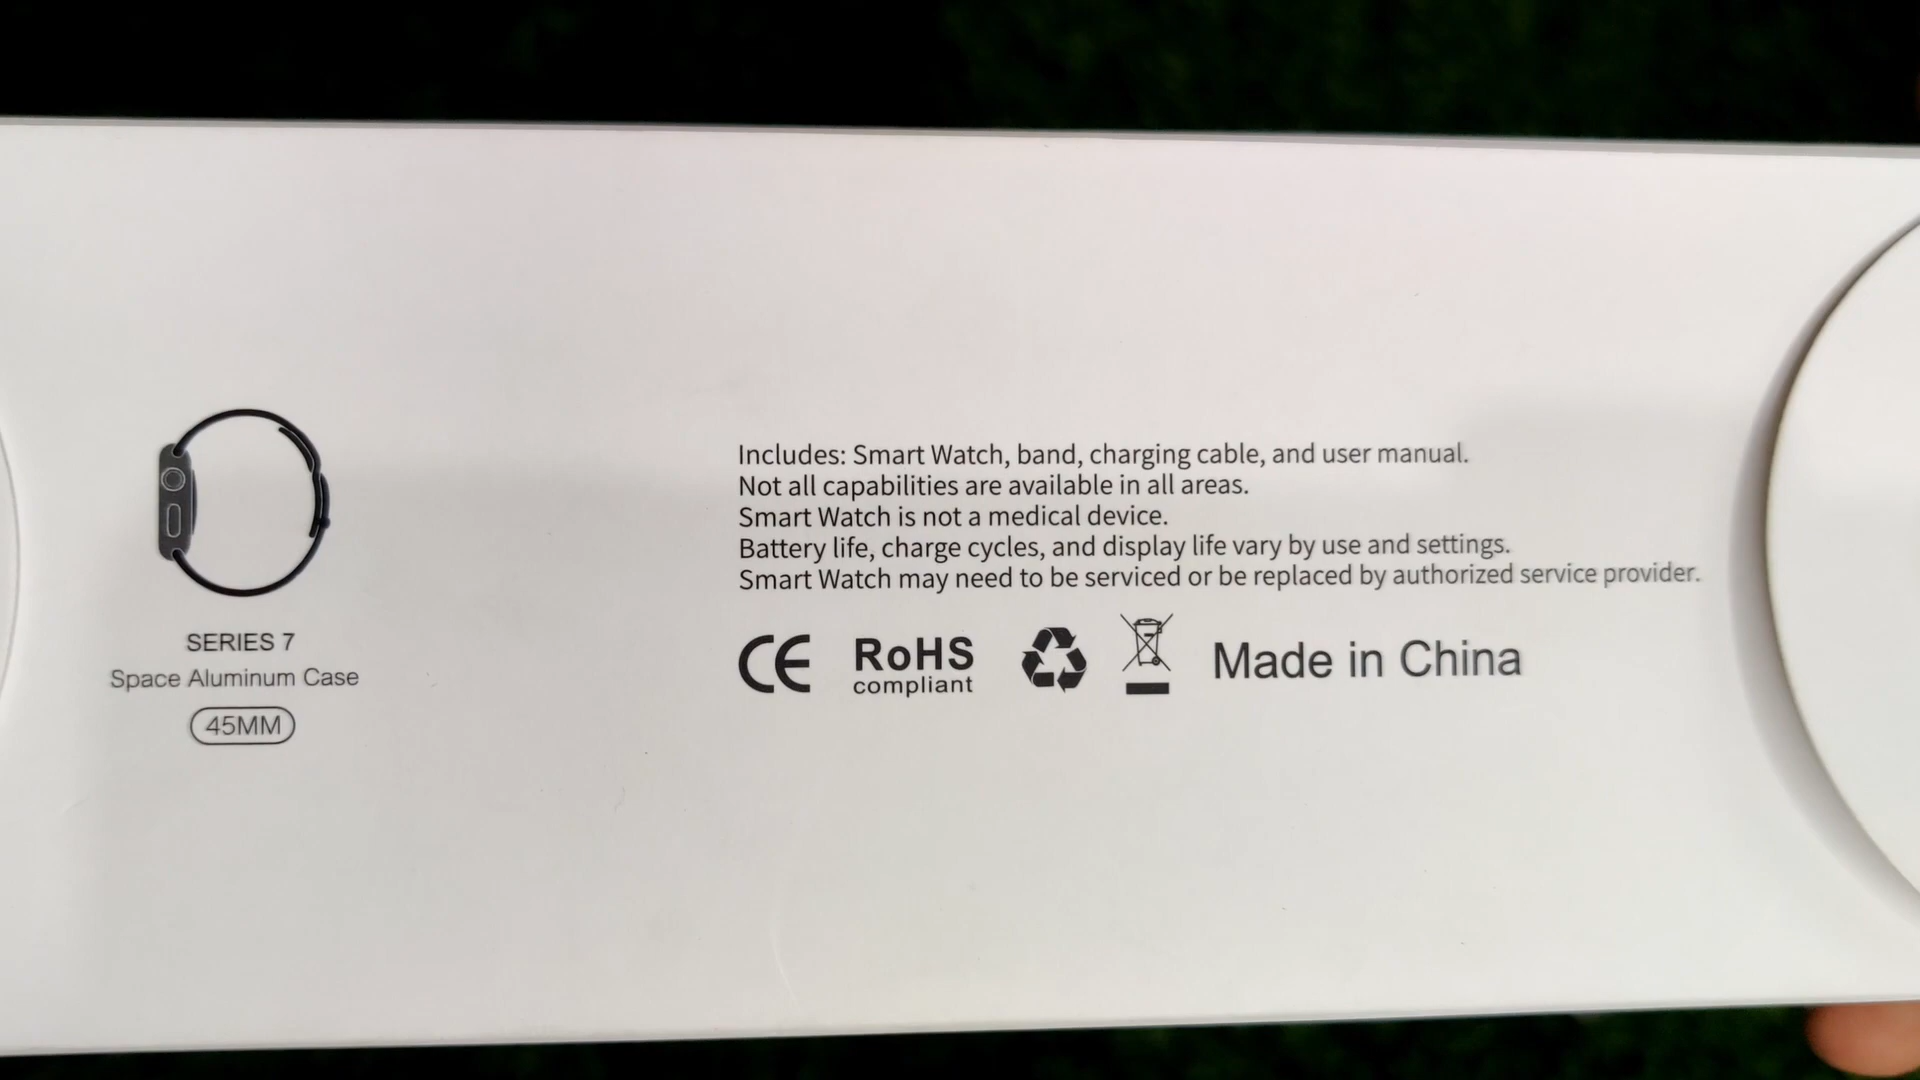 SERIES 7
Space Aluminum Case
45MM
Includes: Smart Watch, band, charging cable, and user manual.
Not all capabilities are available in all areas.
Smart Watch is not a medical device.
Battery life, charge cycles, and display life vary by use and settings.
Smart Watch may need to be serviced or be replaced by authorized service provider.
CE RoHS Made in China
compliant